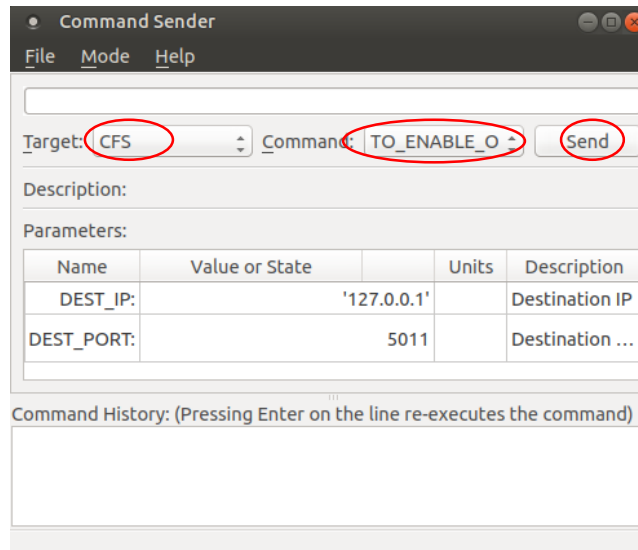 Command Sender
File Mode Help
Target: CFS Command: TO_ENABLE_O Send
Description:
Parameters:
Name Value or State Units Description
DEST_IP: '127.0.0.1' Destination IP
DEST_PORT: 5011 Destination ...
Command History: (Pressing Enter on the line re-executes the command)